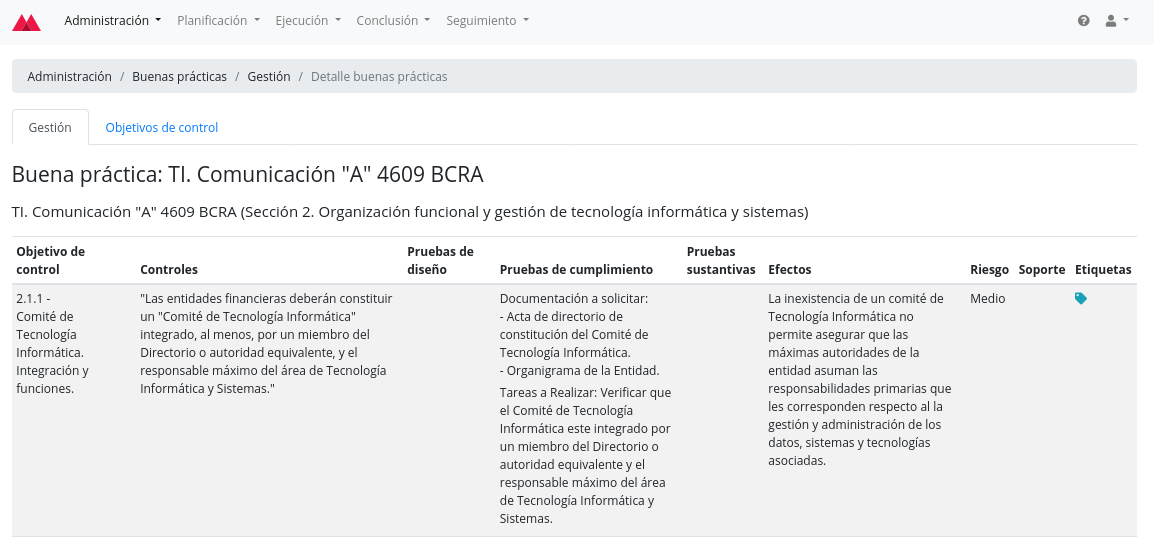 Administración Planificación Ejecución Conclusión Seguimiento
Administración / Buenas prácticas / Gestión / Detalle buenas prácticas
Gestión Objetivos de control
Buena práctica: TI. Comunicación "A" 4609 BCRA
TI. Comunicación "A" 4609 BCRA (Sección 2. Organización funcional y gestión de tecnología informática y sistemas)
Objetivo de
control
Controles
Pruebas de
diseño
Pruebas de cumplimiento
Pruebas
sustantivas
Efectos
Riesgo
Soporte
Etiquetas
2.1.1 -
Comité de
Tecnología
Informática.
Integración y
funciones.
"Las entidades financieras deberán constituir
un "Comité de Tecnología Informática"
integrado, al menos, por un miembro del
Directorio o autoridad equivalente, y el
responsable máximo del área de Tecnología
Informática y Sistemas."
Documentación a solicitar:
- Acta de directorio de
constitución del Comité de
Tecnología Informática.
- Organigrama de la Entidad.
Tareas a Realizar: Verificar que
el Comité de Tecnología
Informática este integrado por
un miembro del Directorio o
autoridad equivalente y el
responsable máximo del área
de Tecnología Informática y
Sistemas.
La inexistencia de un comité de
Tecnología Informática no
permite asegurar que las
máximas autoridades de la
entidad asuman las
responsabilidades primarias que
les corresponden respecto al la
gestión y administración de los
datos, sistemas y tecnologías
asociadas.
Medio